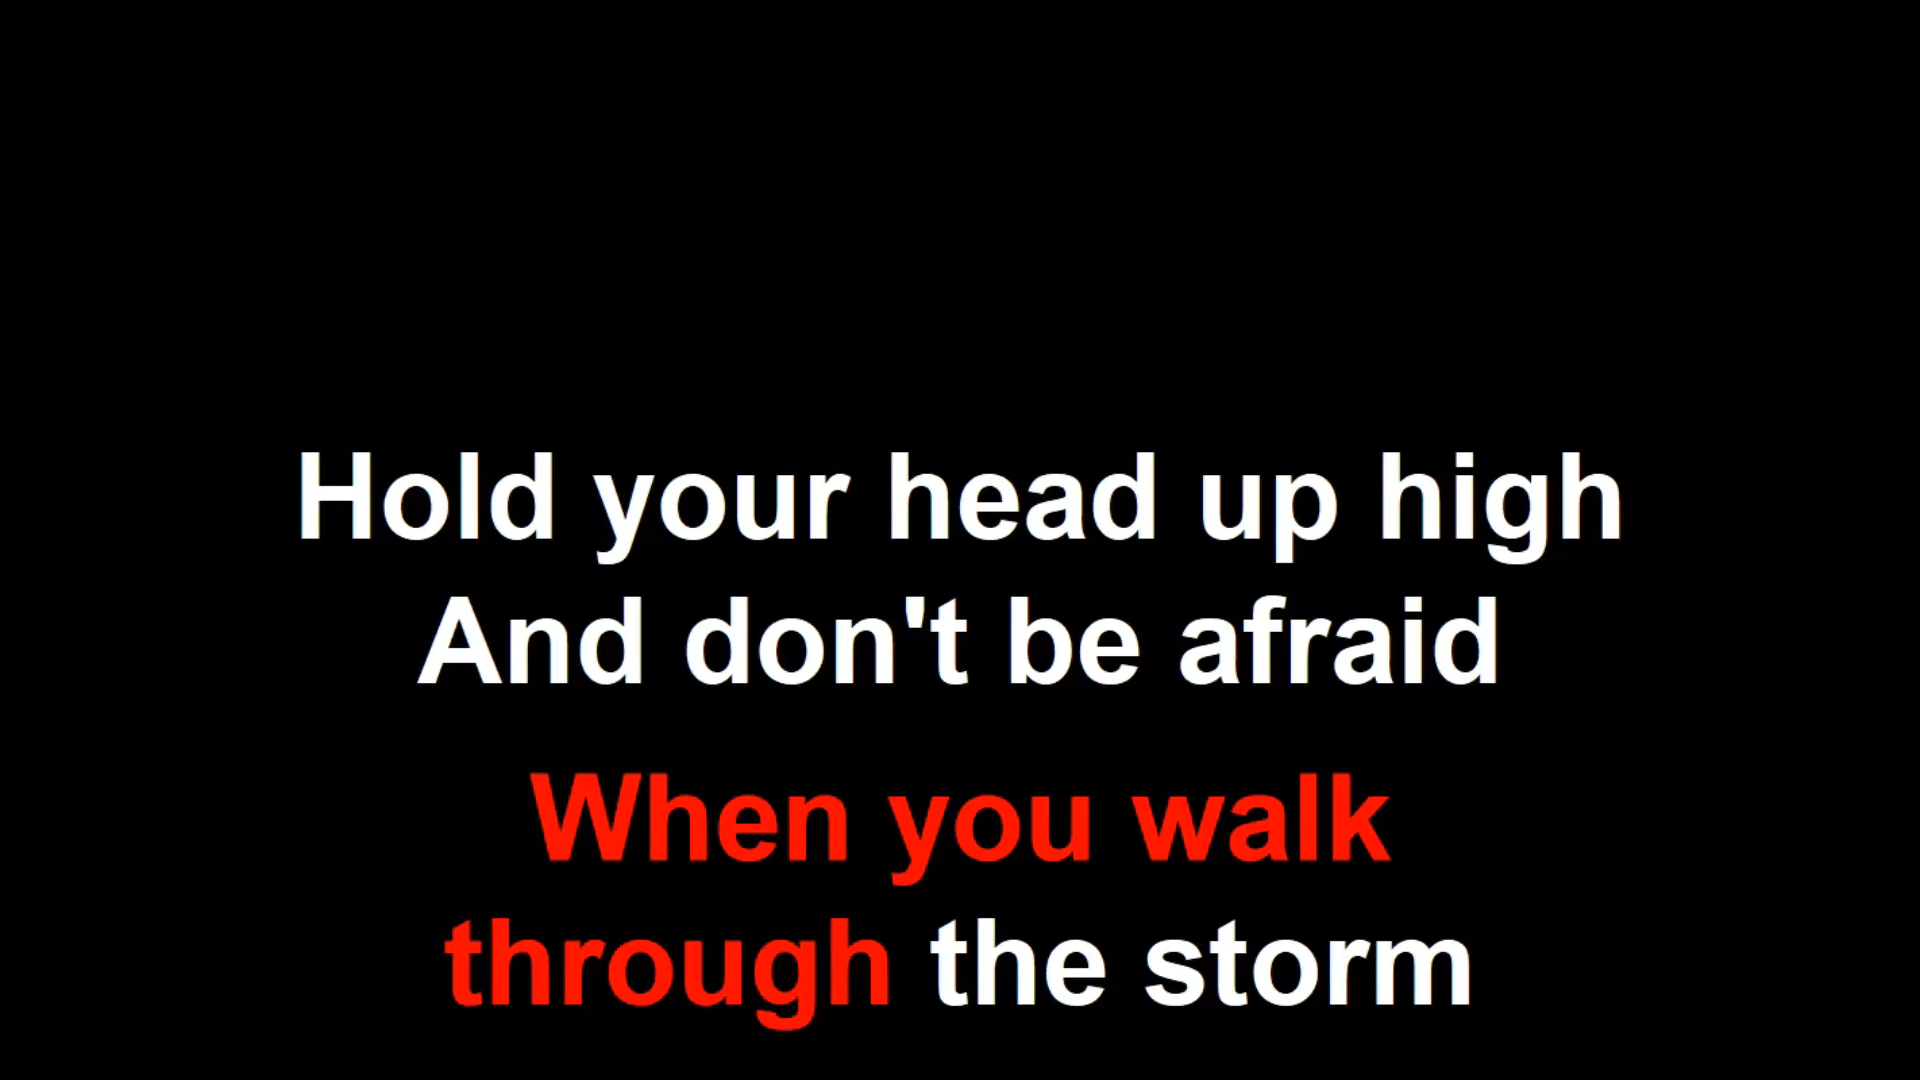 Hold your head up high
And don't be afraid
When you walk
through the storm